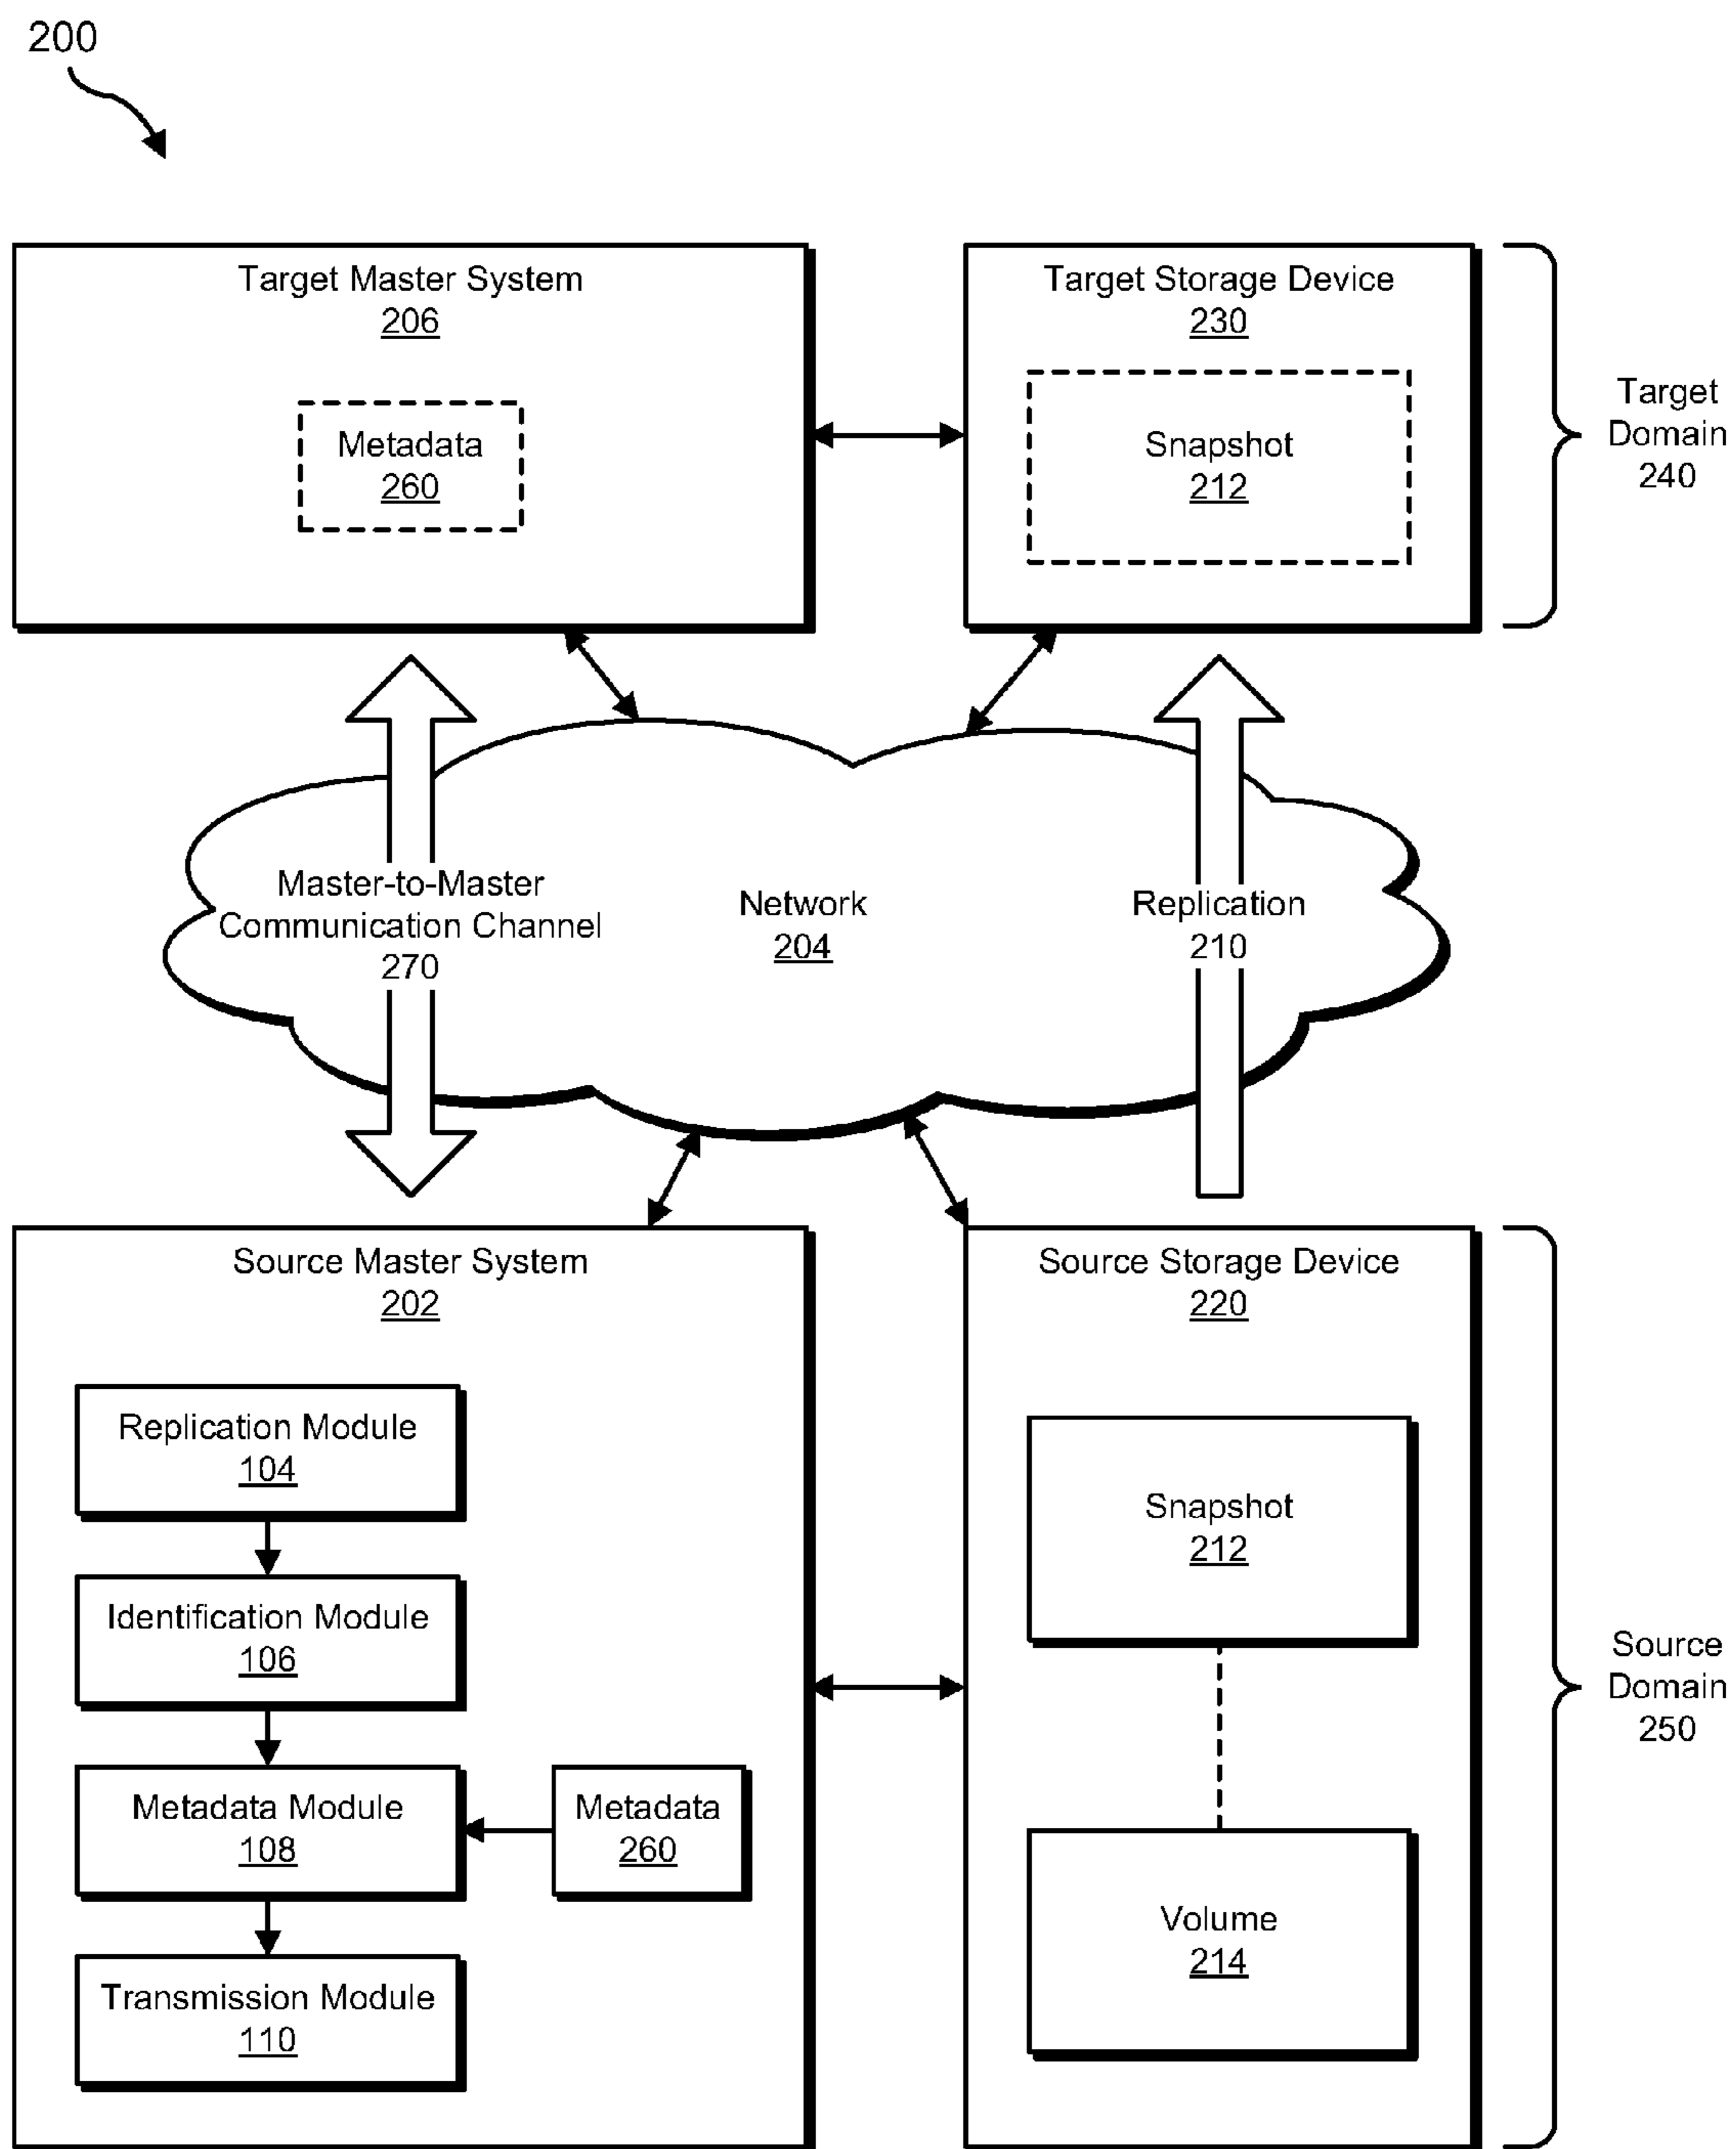 200
Target Master System
206
Metadata
260
Target Storage Device
230
Snapshot
212
Target
Domain
240
Master-to-Master
Communication Channel
270
Network
204
Replication
210
Source Master System
202
Replication Module
104
Identification Module
106
Metadata Module
108
Metadata
260
Transmission Module
110
Source Storage Device
220
Snapshot
212
Volume
214
Source
Domain
250